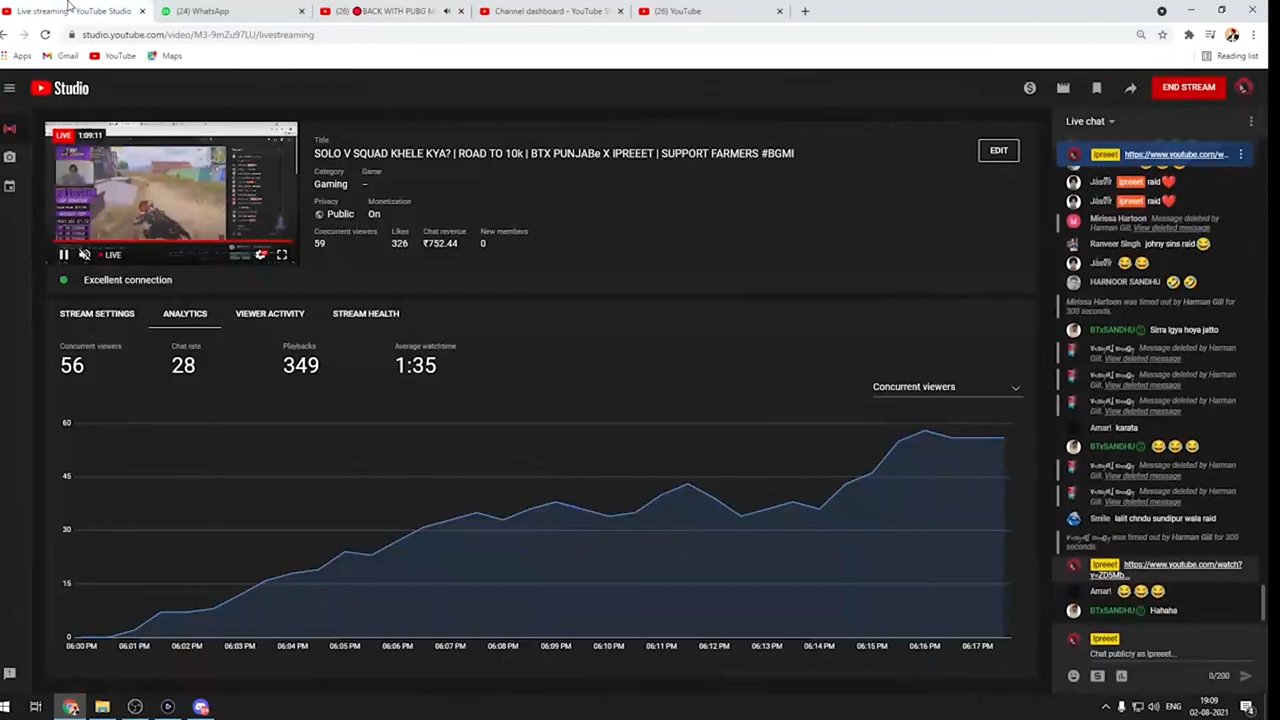 Live streaming - YouTube Studio
(24) WhatsApp
(26) 🔴BACK WITH PUBG M
Channel dashboard - YouTube S
(26) YouTube
studio.youtube.com/video/M3-9mZu97LU/livestreaming
Apps
Gmail
YouTube
Maps
Reading list
Studio
END STREAM
LIVE 1:09:11
LIVE
Title
SOLO V SQUAD KHELE KYA? | ROAD TO 10k | BTX PUNJABe X IPREEET | SUPPORT FARMERS #BGMI
EDIT
Category Game
Gaming –
Privacy Monetization
Public On
Concurrent viewers Likes Chat revenue New members
59 326 ₹752.44 0
Excellent connection
STREAM SETTINGS ANALYTICS VIEWER ACTIVITY STREAM HEALTH
Concurrent viewers Chat rate Playbacks Average watchtime
56 28 349 1:35
Concurrent viewers
60
45
30
15
0
06:00 PM 06:01 PM 06:02 PM 06:03 PM 06:04 PM 06:05 PM 06:06 PM 06:07 PM 06:08 PM 06:09 PM 06:10 PM 06:11 PM 06:12 PM 06:13 PM 06:14 PM 06:15 PM 06:16 PM 06:17 PM
Live chat
Ipreeet https://www.youtube.com/w...
Ipreeet raid❤️
Ipreeet raid❤️
Mirissa Hartoon Message deleted by
Harman Gill. View deleted message
Ranveer Singh johny sins raid😂
😂 😂
HARNOOR SANDHU 🤣 🤣
Mirissa Hartoon was timed out by Harman Gill for
300 seconds.
BTxSANDHU Sirra Igya hoya jatto
Message deleted by Harman
Gill. View deleted message
Message deleted by Harman
Gill. View deleted message
Message deleted by Harman
Gill. View deleted message
Amar! karata
BTxSANDHU 😂 😂 😂
Message deleted by Harman
Gill. View deleted message
Message deleted by Harman
Gill. View deleted message
Smile lalit chndu sundipur wala raid
was timed out by Harman Gill for 300
seconds.
Ipreeet https://www.youtube.com/watch?
v=ZD5Mb...
Amar! 😂 😂 😂
BTxSANDHU Hahaha
Ipreeet
Chat publicly as Ipreeet...
0/200
ENG
19:09
02-08-2021
4